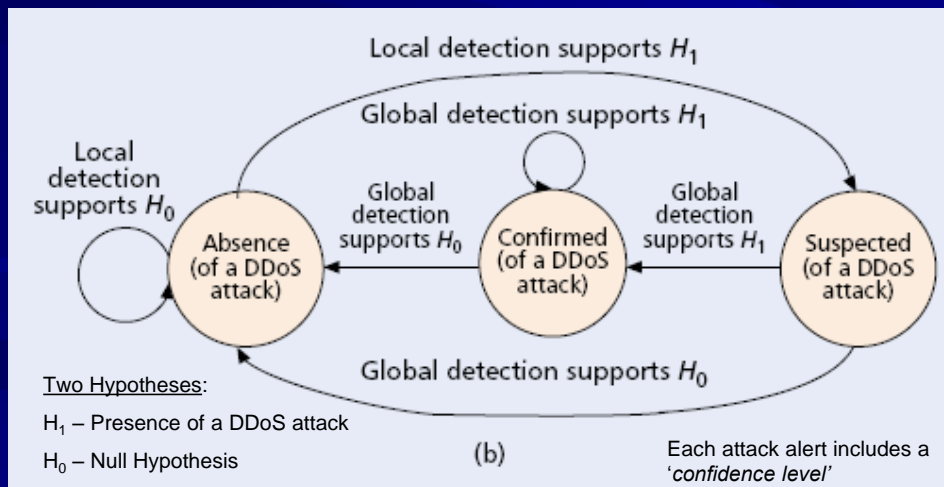 Local detection supports H₁
Global detection supports H₁
Local
detection
supports H₀
Global
detection
supports H₀
Global
detection
supports H₁
Absence
(of a DDoS
attack)
Confirmed
(of a DDoS
attack)
Suspected
(of a DDoS
attack)
Global detection supports H₀
Two Hypotheses:
H₁ – Presence of a DDoS attack
H₀ – Null Hypothesis
(b)
Each attack alert includes a
‘confidence level’